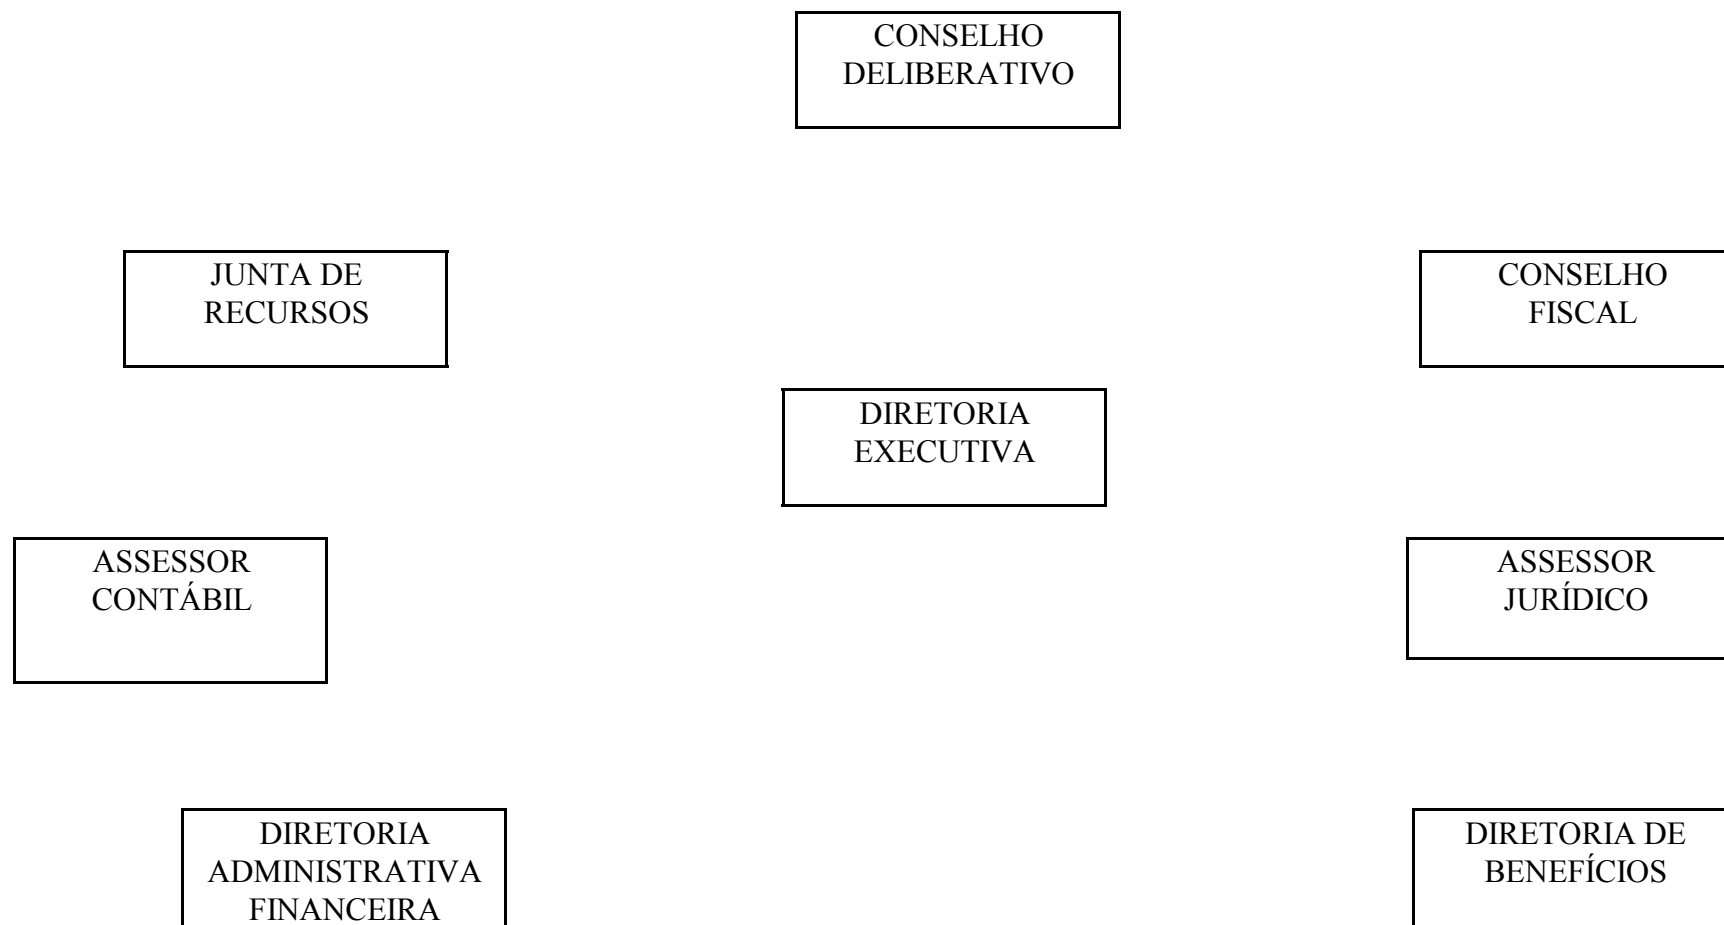 CONSELHO
DELIBERATIVO
JUNTA DE
RECURSOS
CONSELHO
FISCAL
DIRETORIA
EXECUTIVA
ASSESSOR
CONTÁBIL
ASSESSOR
JURÍDICO
DIRETORIA
ADMINISTRATIVA
FINANCEIRA
DIRETORIA DE
BENEFÍCIOS